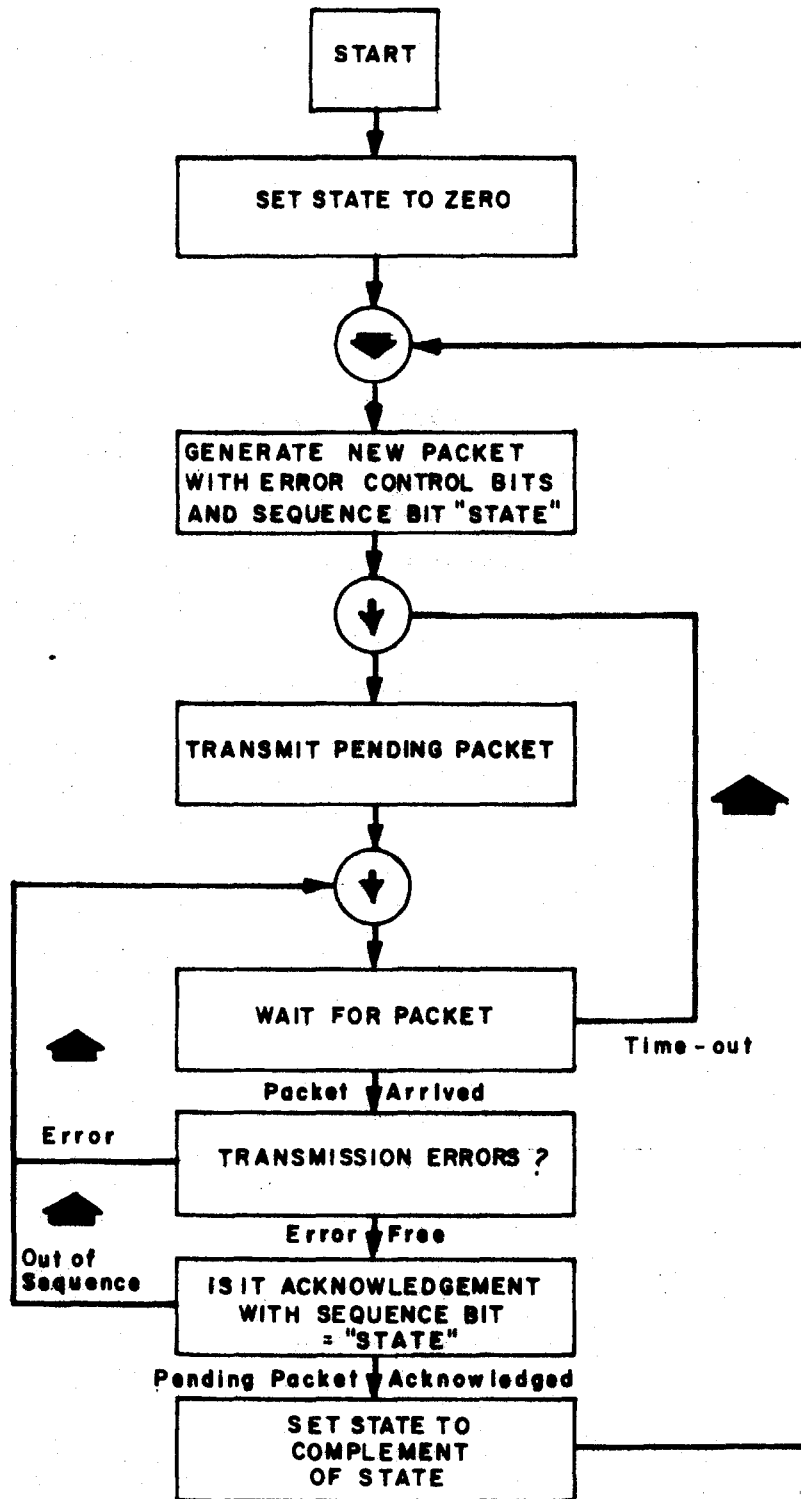 START
SET STATE TO ZERO
GENERATE NEW PACKET
WITH ERROR CONTROL BITS
AND SEQUENCE BIT "STATE"
TRANSMIT PENDING PACKET
WAIT FOR PACKET
Time-out
Packet Arrived
Error
TRANSMISSION ERRORS?
Error Free
Out of
Sequence
IS IT ACKNOWLEDGEMENT
WITH SEQUENCE BIT
= "STATE"
Pending Packet Acknowledged
SET STATE TO
COMPLEMENT
OF STATE